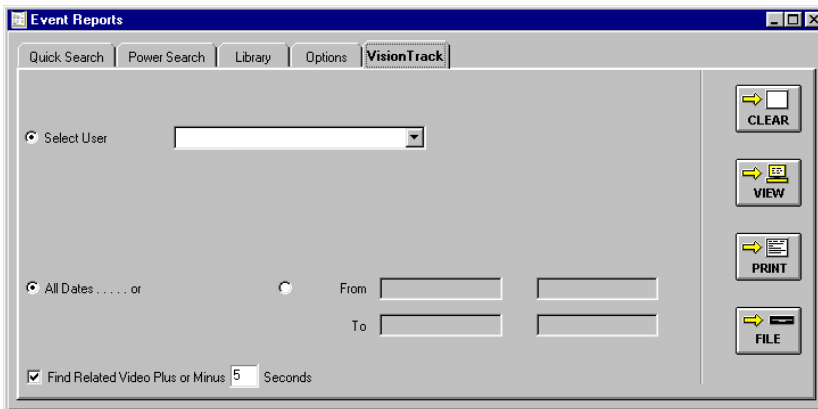 Event Reports
Quick Search Power Search Library Options VisionTrack
CLEAR
Select User
VIEW
PRINT
All Dates . . . . . or From
To
FILE
Find Related Video Plus or Minus 5 Seconds